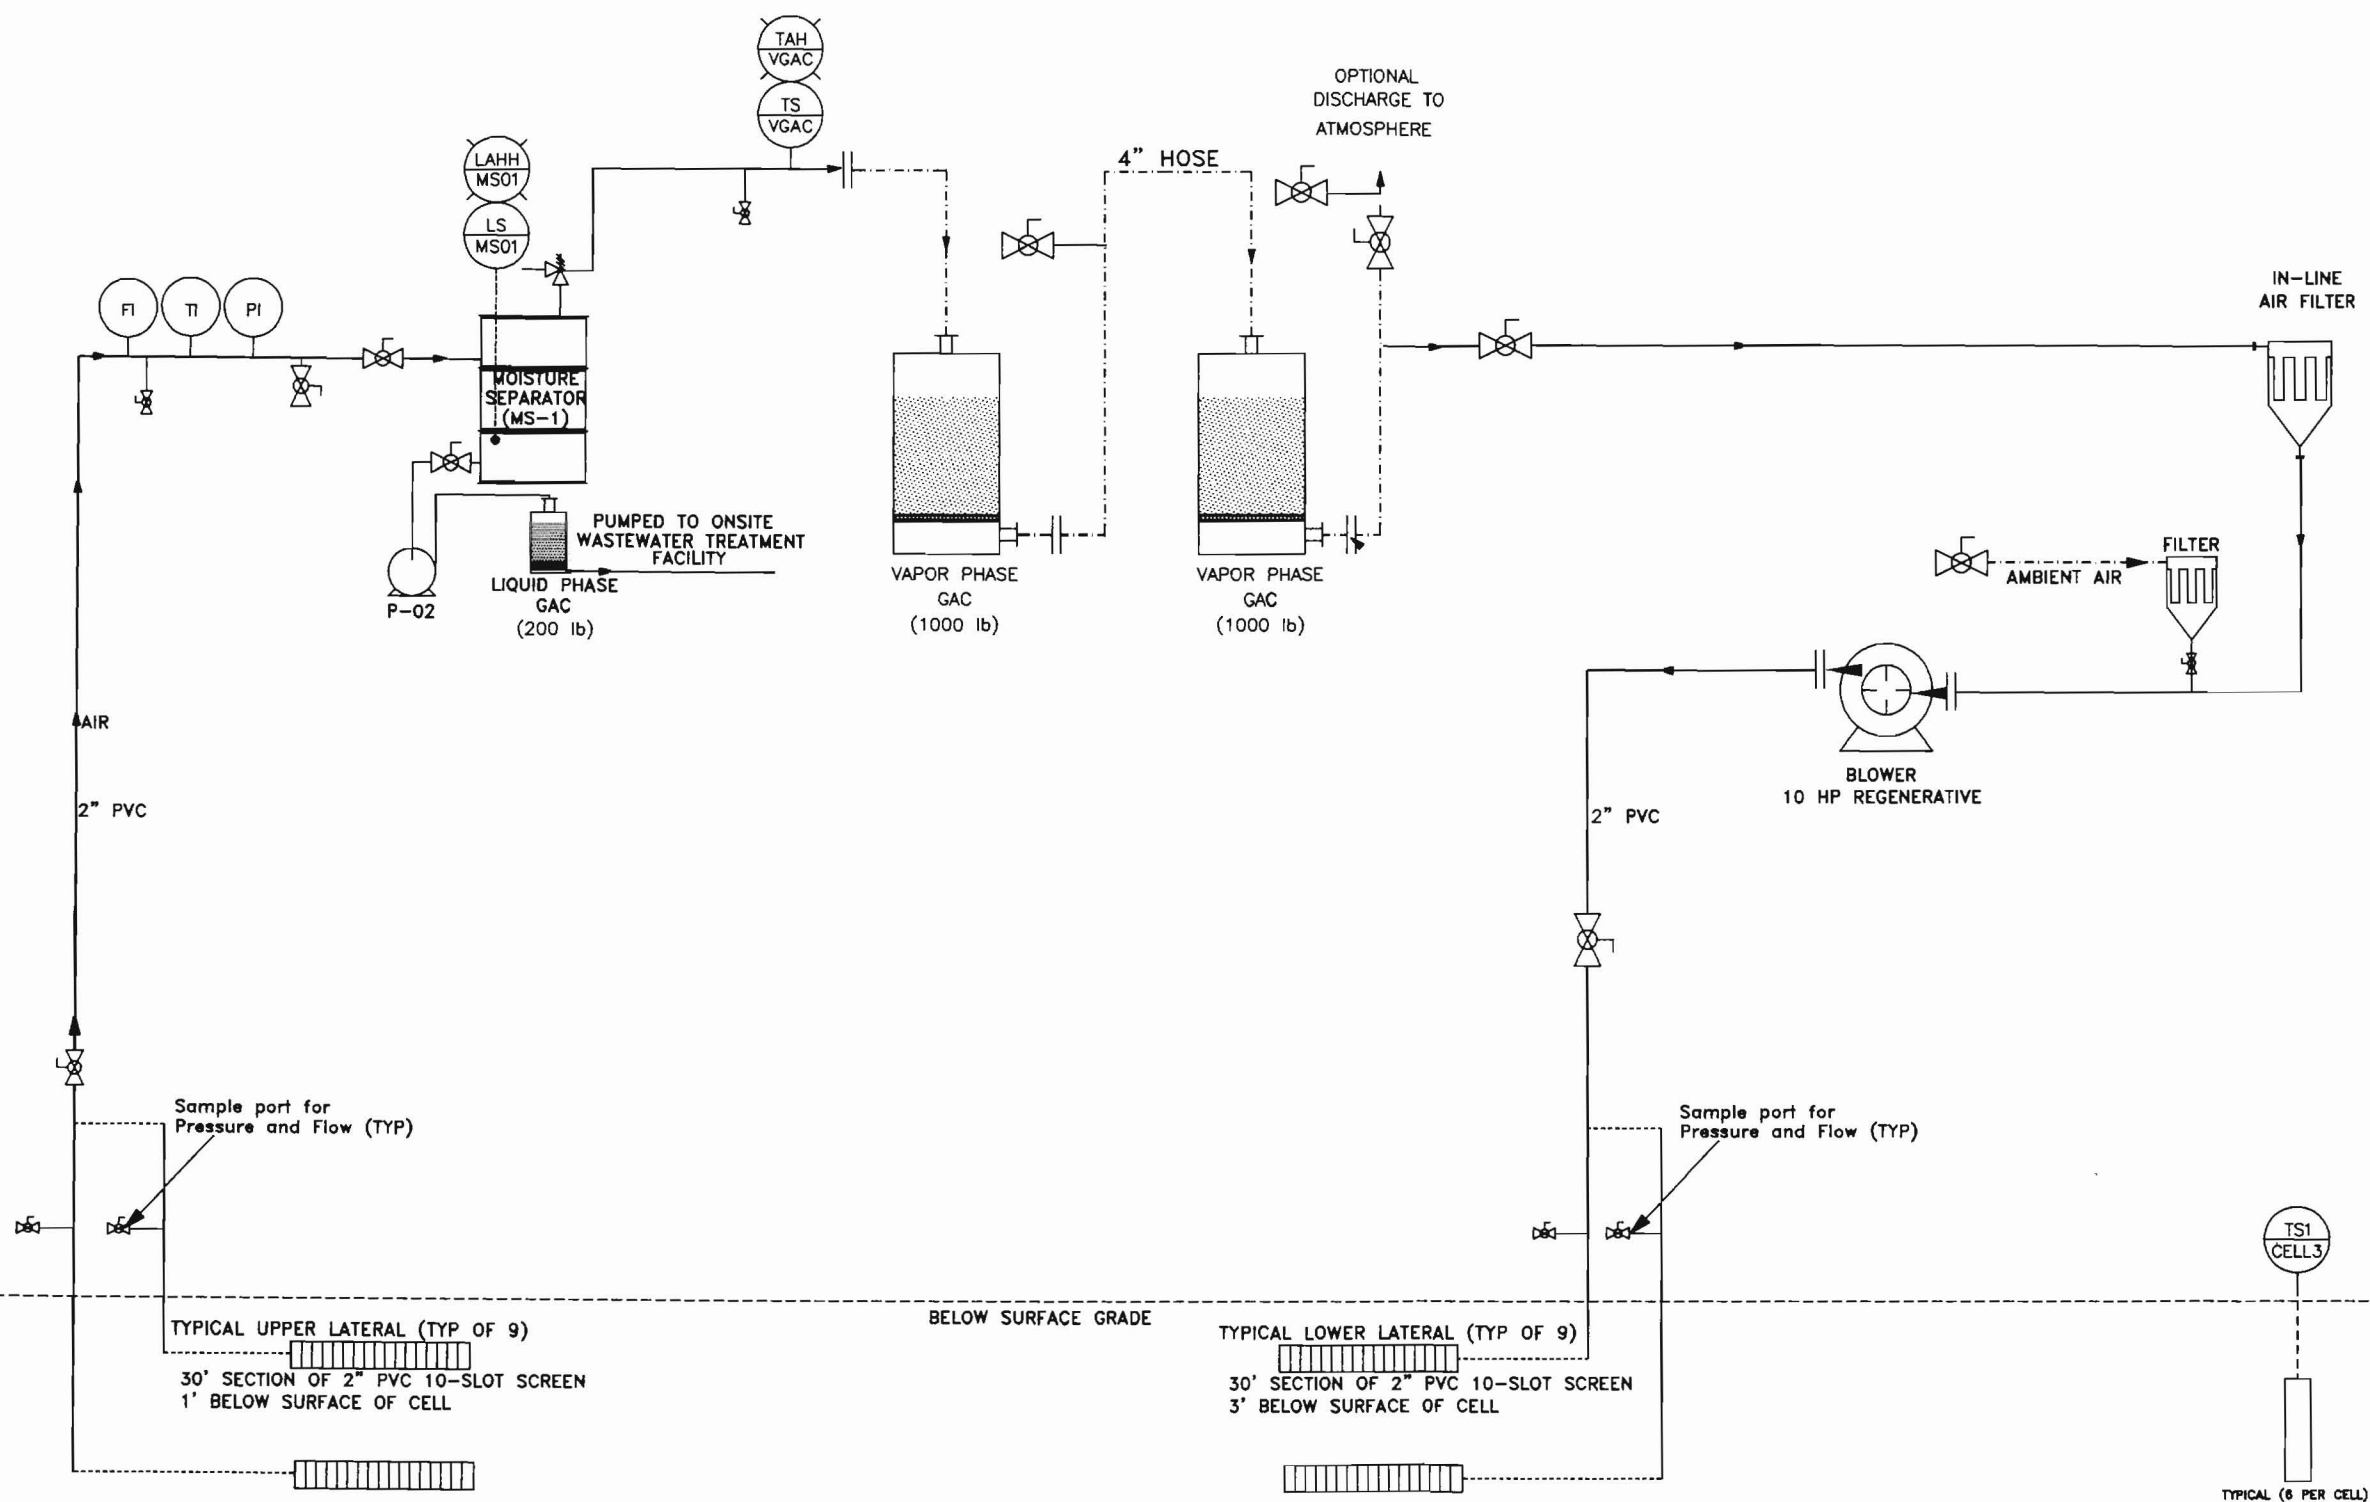 TAH
VGAC
TS
VGAC
OPTIONAL
DISCHARGE TO
ATMOSPHERE
LAHH
MS01
LS
MS01
4" HOSE
FI
TI
PI
IN-LINE
AIR FILTER
MOISTURE
SEPARATOR
(MS-1)
PUMPED TO ONSITE
WASTEWATER TREATMENT
FACILITY
P-02
LIQUID PHASE
GAC
(200 lb)
VAPOR PHASE
GAC
(1000 lb)
VAPOR PHASE
GAC
(1000 lb)
FILTER
AMBIENT AIR
AIR
2" PVC
BLOWER
10 HP REGENERATIVE
2" PVC
Sample port for
Pressure and Flow (TYP)
Sample port for
Pressure and Flow (TYP)
TS1
CELL3
BELOW SURFACE GRADE
TYPICAL UPPER LATERAL (TYP OF 9)
30' SECTION OF 2" PVC 10-SLOT SCREEN
1' BELOW SURFACE OF CELL
TYPICAL LOWER LATERAL (TYP OF 9)
30' SECTION OF 2" PVC 10-SLOT SCREEN
3' BELOW SURFACE OF CELL
TYPICAL (6 PER CELL)